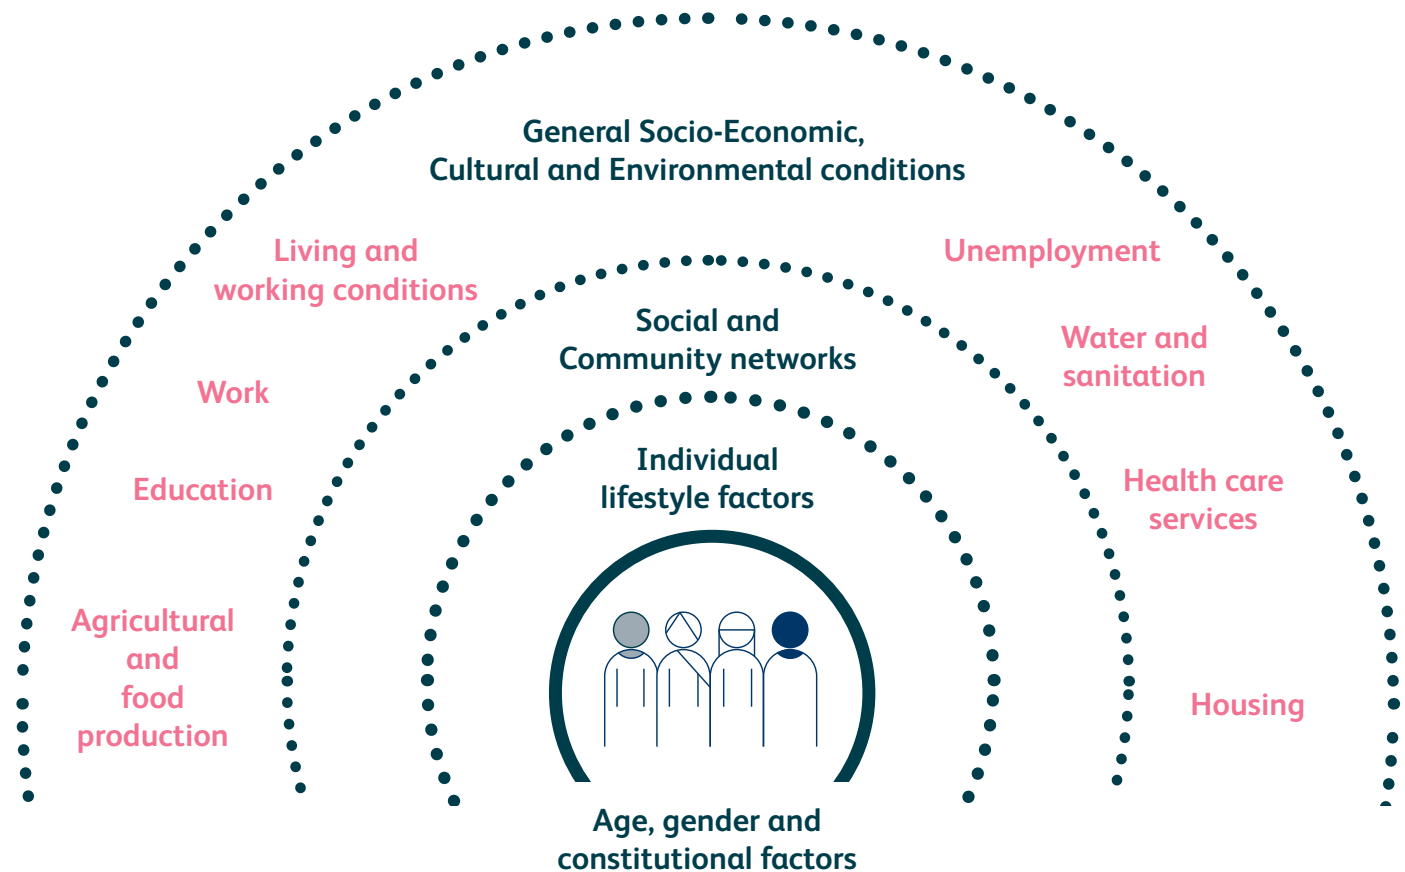 General Socio-Economic,
Cultural and Environmental conditions
Living and
working conditions
Work
Education
Agricultural
and
food
production
Unemployment
Water and
sanitation
Health care
services
Housing
Social and
Community networks
Individual
lifestyle factors
Age, gender and
constitutional factors